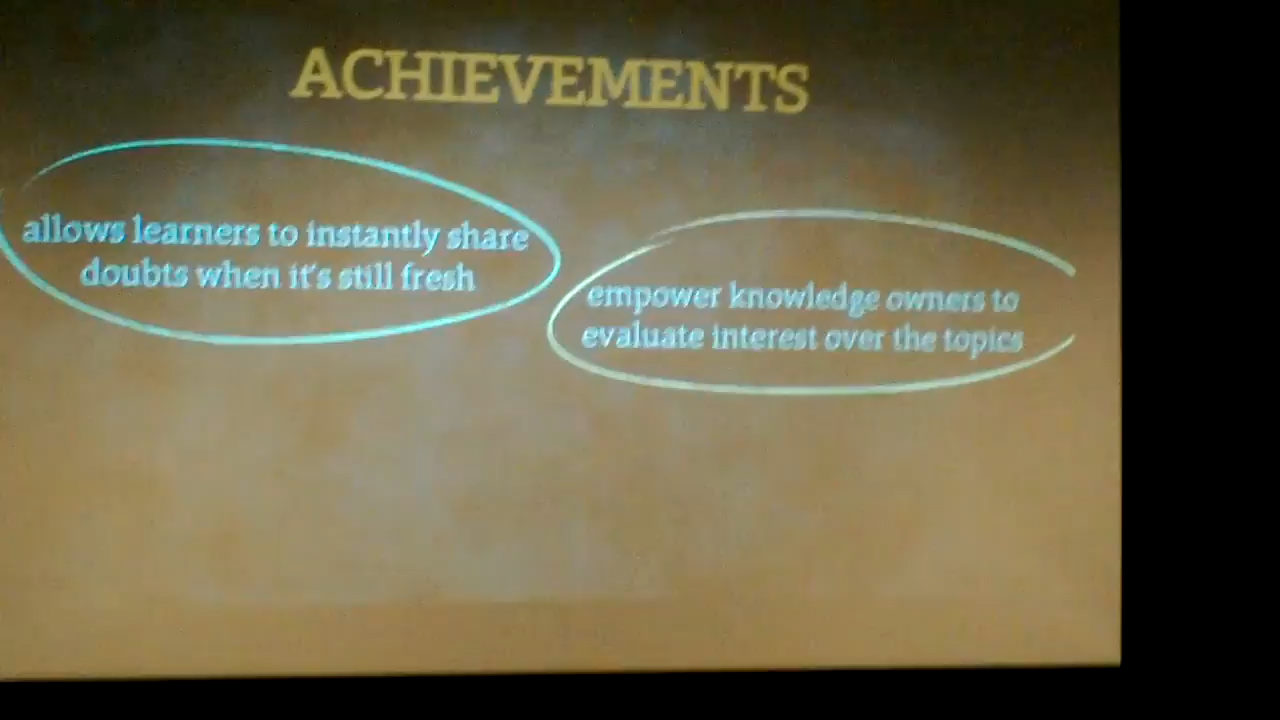 ACHIEVEMENTS
allows learners to instantly share
doubts when it's still fresh
empower knowledge owners to
evaluate interest over the topics